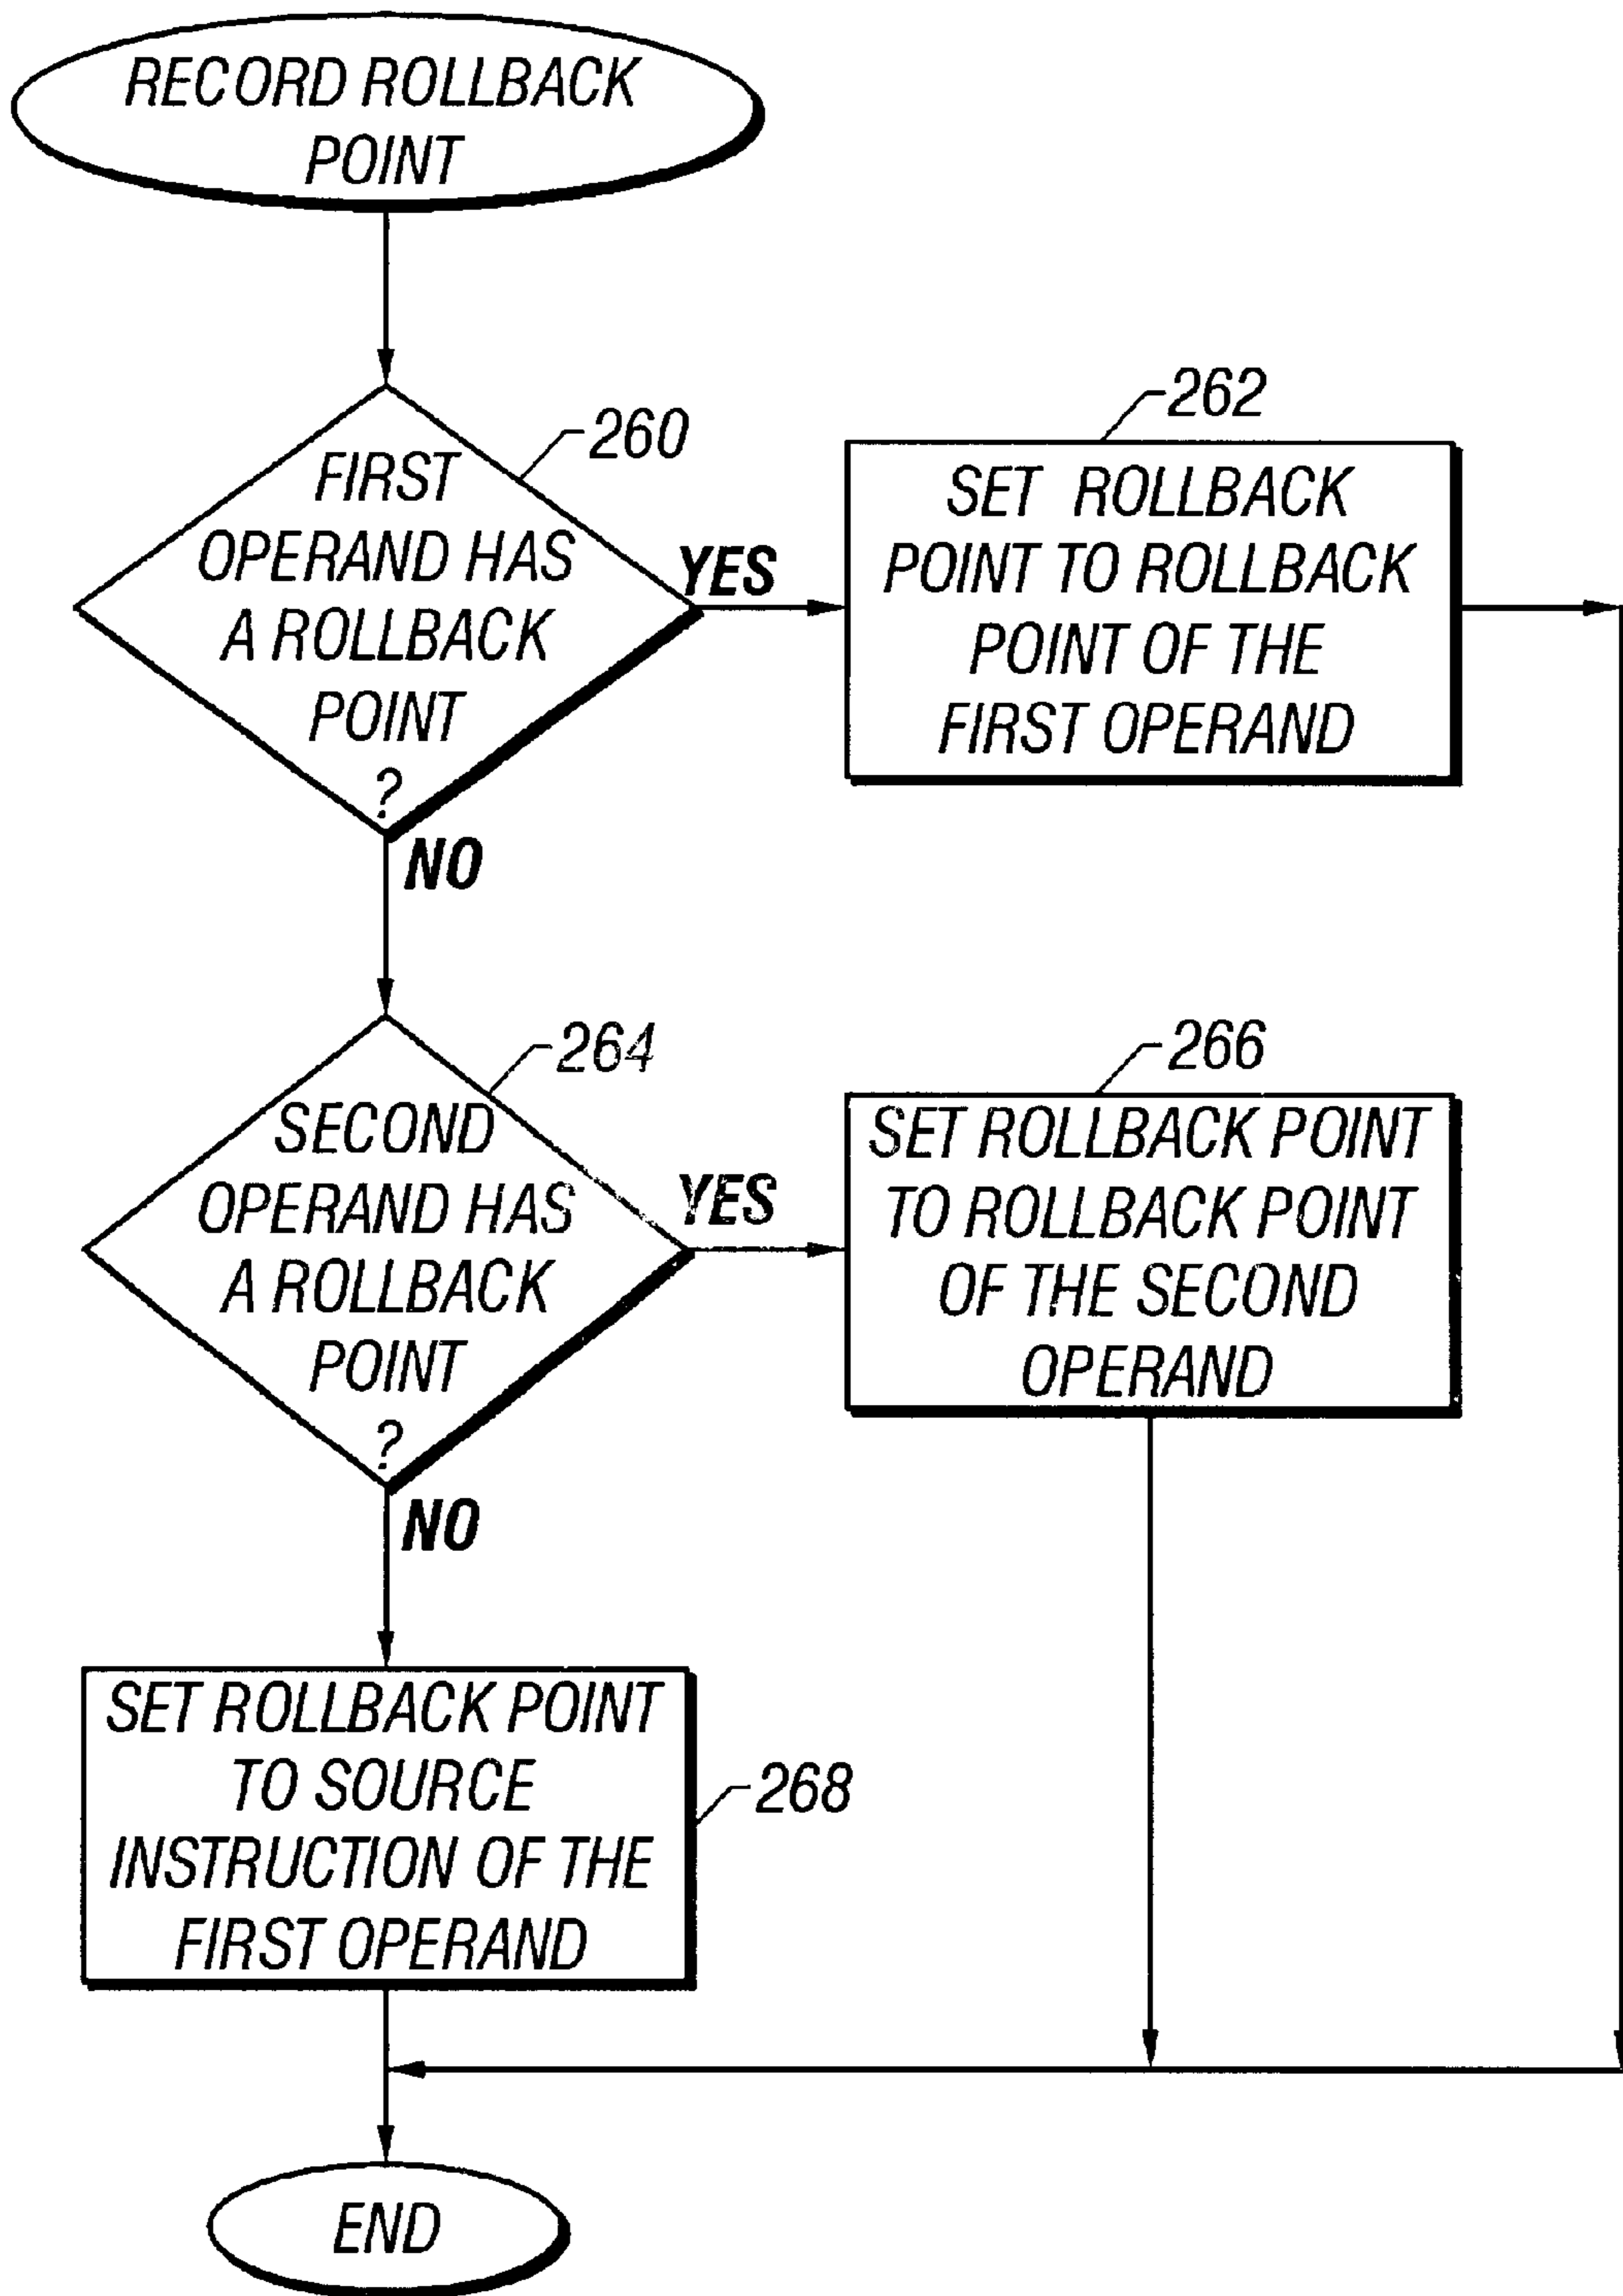 RECORD ROLLBACK
POINT
260
FIRST
OPERAND HAS
A ROLLBACK
POINT
?
YES
NO
262
SET ROLLBACK
POINT TO ROLLBACK
POINT OF THE
FIRST OPERAND
264
SECOND
OPERAND HAS
A ROLLBACK
POINT
?
YES
NO
266
SET ROLLBACK POINT
TO ROLLBACK POINT
OF THE SECOND
OPERAND
SET ROLLBACK POINT
TO SOURCE
INSTRUCTION OF THE
FIRST OPERAND
268
END